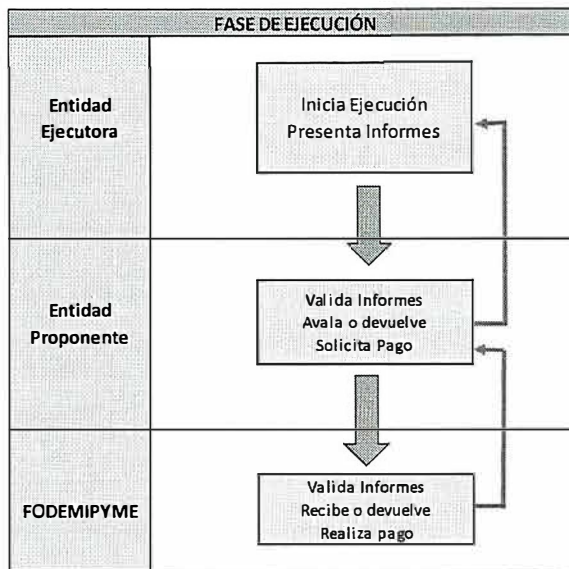 FASE DE EJECUCIÓN
Entidad
Ejecutora
Inicia Ejecución
Presenta Informes
Entidad
Proponente
Valida Informes
Avala o devuelve
Solicita Pago
FODEMIPYME
Valida Informes
Recibe o devuelve
Realiza pago